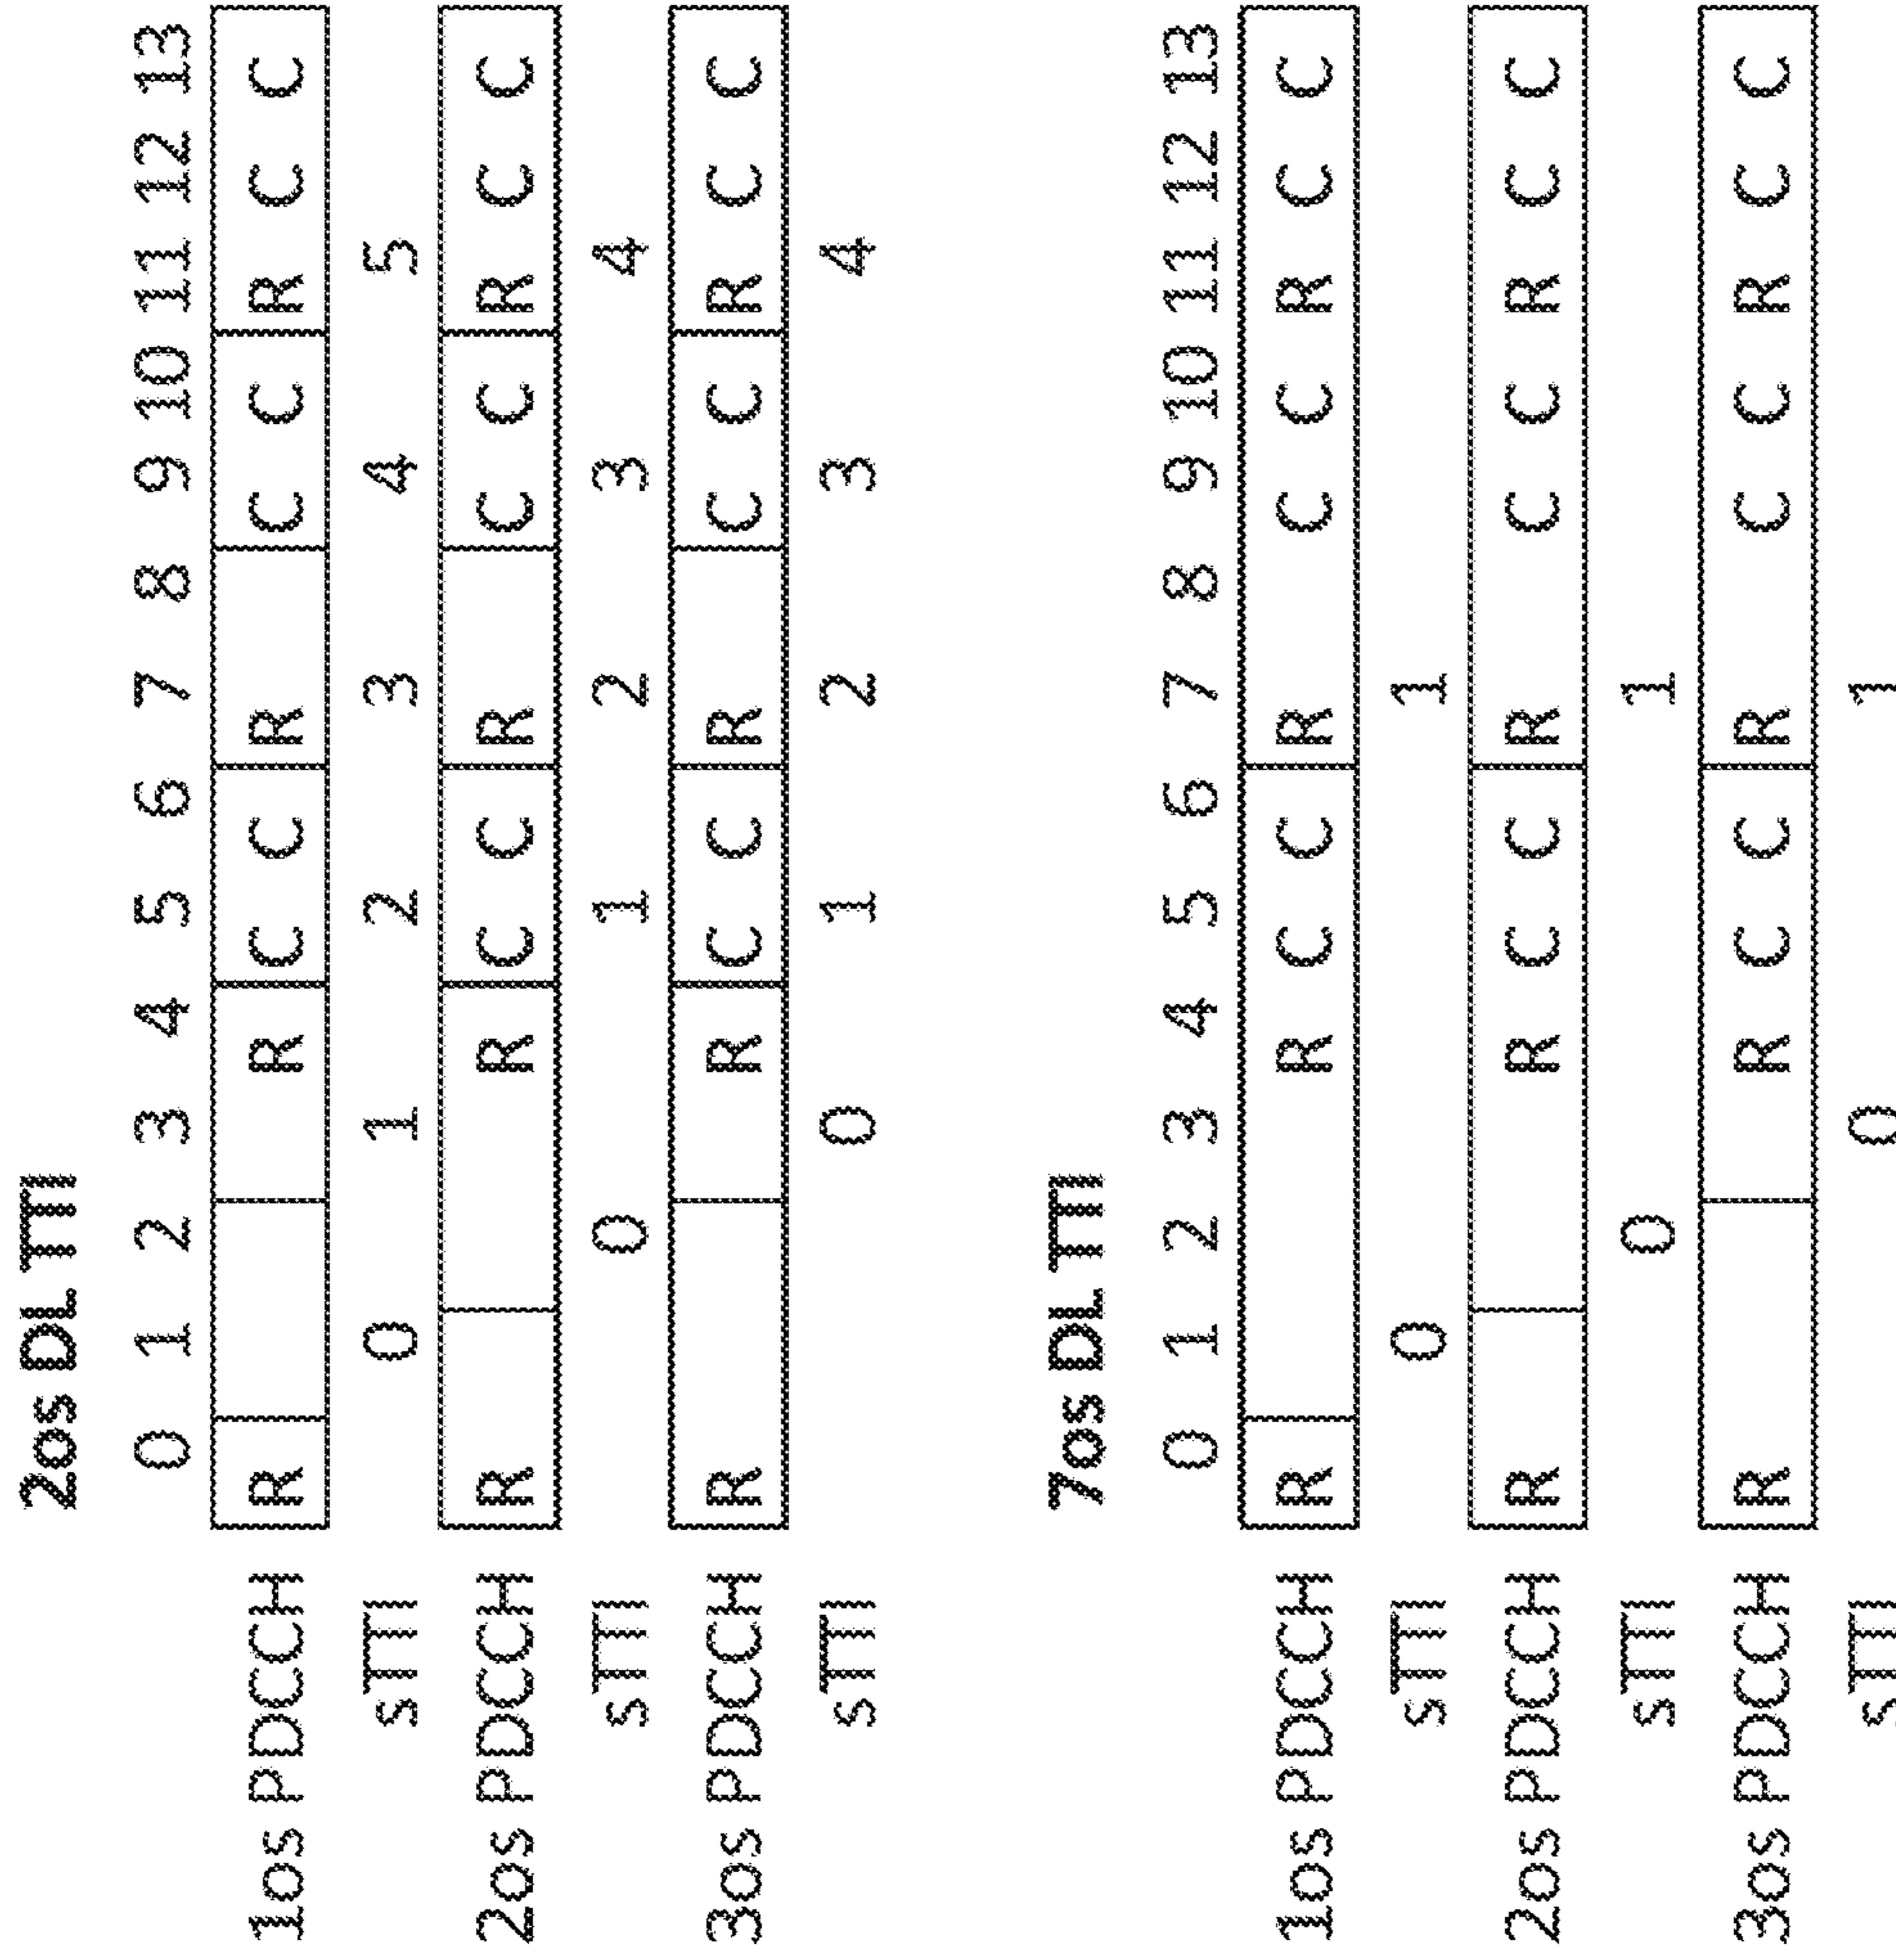 2os DL TTI
0 1 2 3 4 5 6 7 8 9 10 11 12 13
1os PDCCH R R C C R C C R C C
sTTI 0 1 2 3 4 5
2os PDCCH R R C C R C C R C C
sTTI 0 1 2 3 4
3os PDCCH R R C C R C C R C C
sTTI 0 1 2 3 4
7os DL TTI
0 1 2 3 4 5 6 7 8 9 10 11 12 13
1os PDCCH R R C C R C C R C C
sTTI 0 1
2os PDCCH R R C C R C C R C C
sTTI 0 1
3os PDCCH R R C C R C C R C C
sTTI 0 1